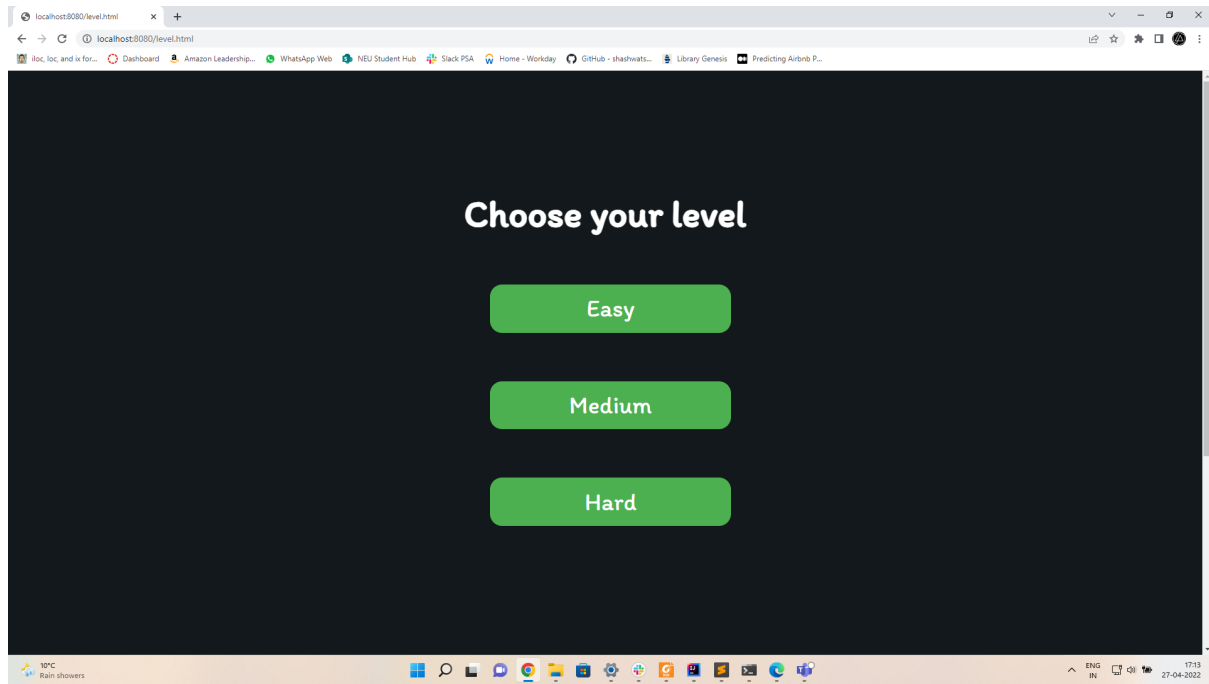 localhost:8080/level.html
localhost:8080/level.html
iloc, loc, and ix for... Dashboard Amazon Leadership... WhatsApp Web NEU Student Hub Slack PSA Home - Workday GitHub - shashwats... Library Genesis Predicting Airbnb P...
Choose your level
Easy
Medium
Hard
10°C
Rain showers
ENG
IN
17:13
27-04-2022